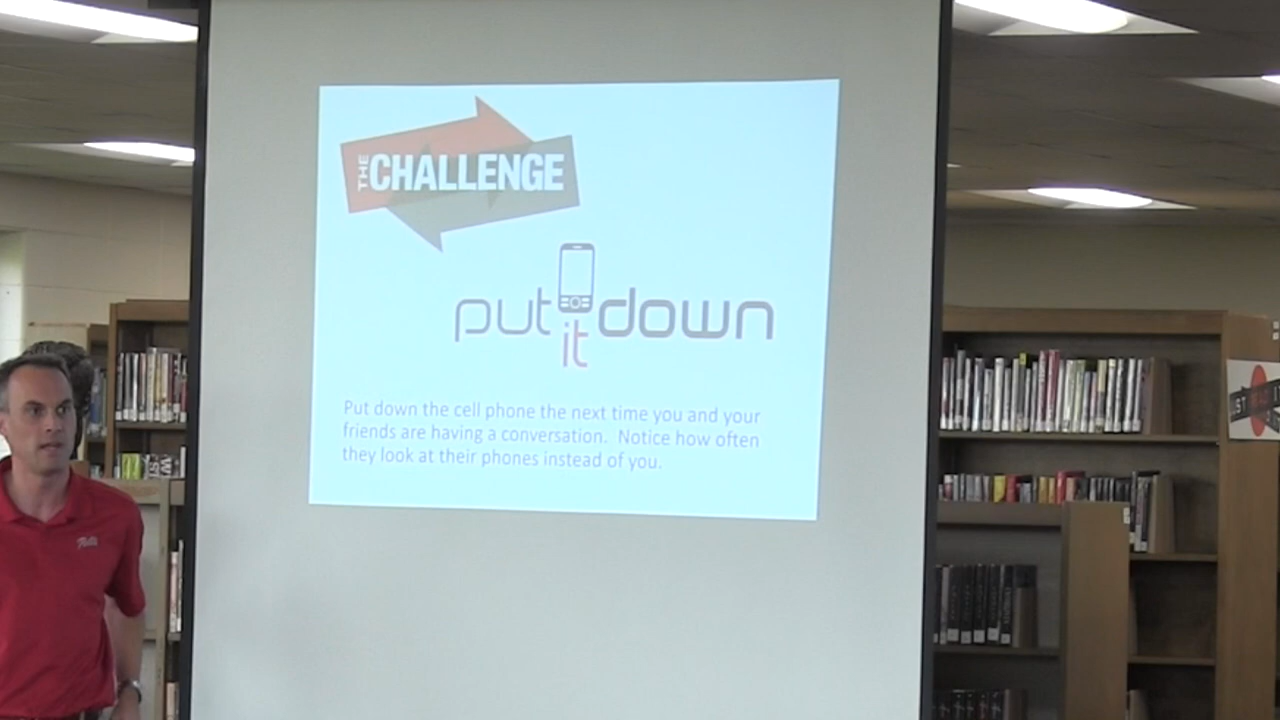 THE CHALLENGE
put it down
Put down the cell phone the next time you and your
friends are having a conversation.  Notice how often
they look at their phones instead of you.